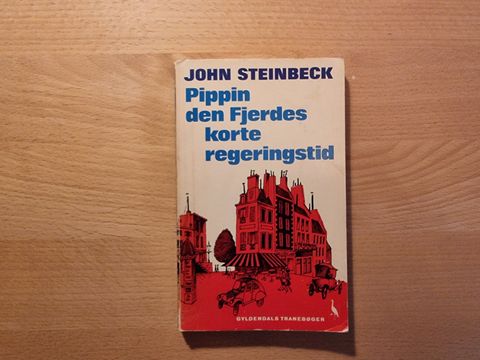 JOHN STEINBECK
Pippin
den Fjerdes
korte
regeringstid
GYLDENDALS TRANEBØGER